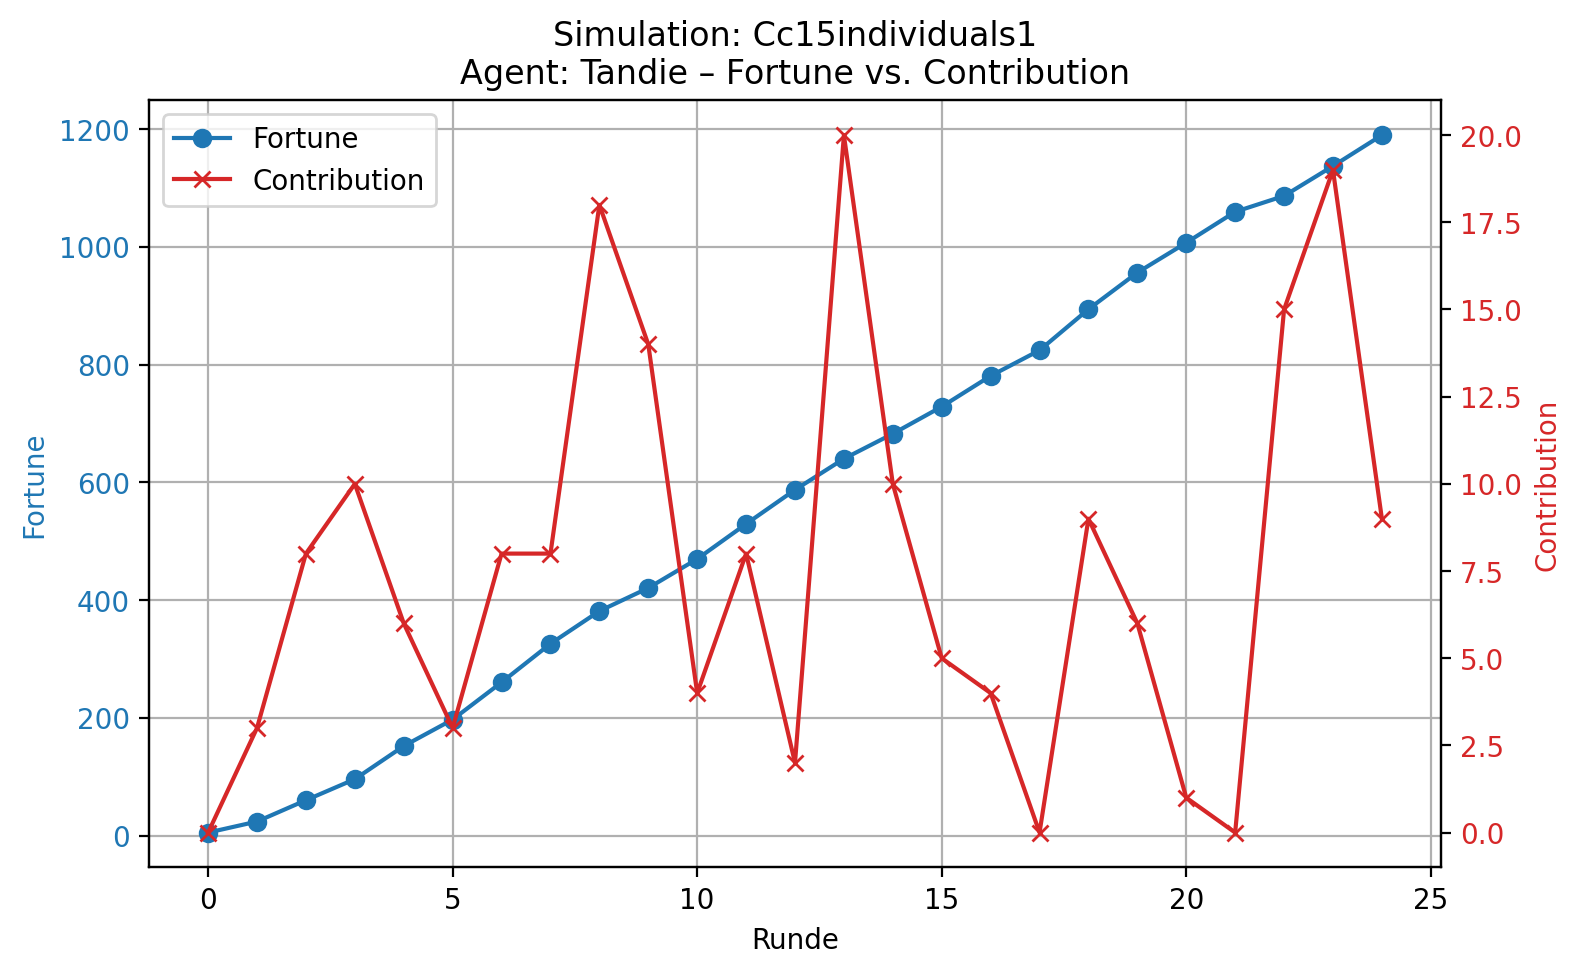 Simulation: Cc15individuals1
Agent: Tandie – Fortune vs. Contribution
Fortune
Contribution
1200
1000
800
600
400
200
0
Fortune
20.0
17.5
15.0
12.5
10.0
7.5
5.0
2.5
0.0
Contribution
0 5 10 15 20 25
Runde